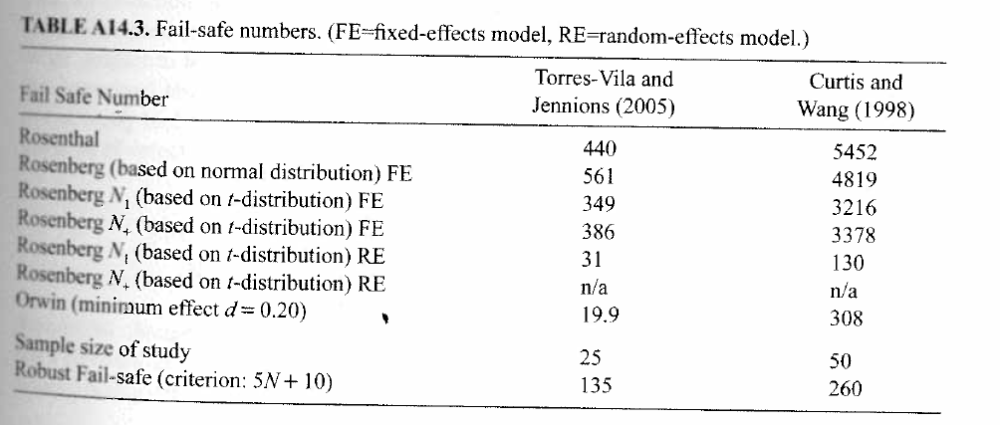 TABLE A14.3. Fail-safe numbers. (FE=fixed-effects model, RE=random-effects model.)
Fail Safe Number Torres-Vila and Jennions (2005) Curtis and Wang (1998)
Rosenthal 440 5452
Rosenberg (based on normal distribution) FE 561 4819
Rosenberg N₁ (based on t-distribution) FE 349 3216
Rosenberg N₊ (based on t-distribution) FE 386 3378
Rosenberg N₁ (based on t-distribution) RE 31 130
Rosenberg N₊ (based on t-distribution) RE n/a n/a
Orwin (minimum effect d = 0.20) 19.9 308
Sample size of study 25 50
Robust Fail-safe (criterion: 5N + 10) 135 260